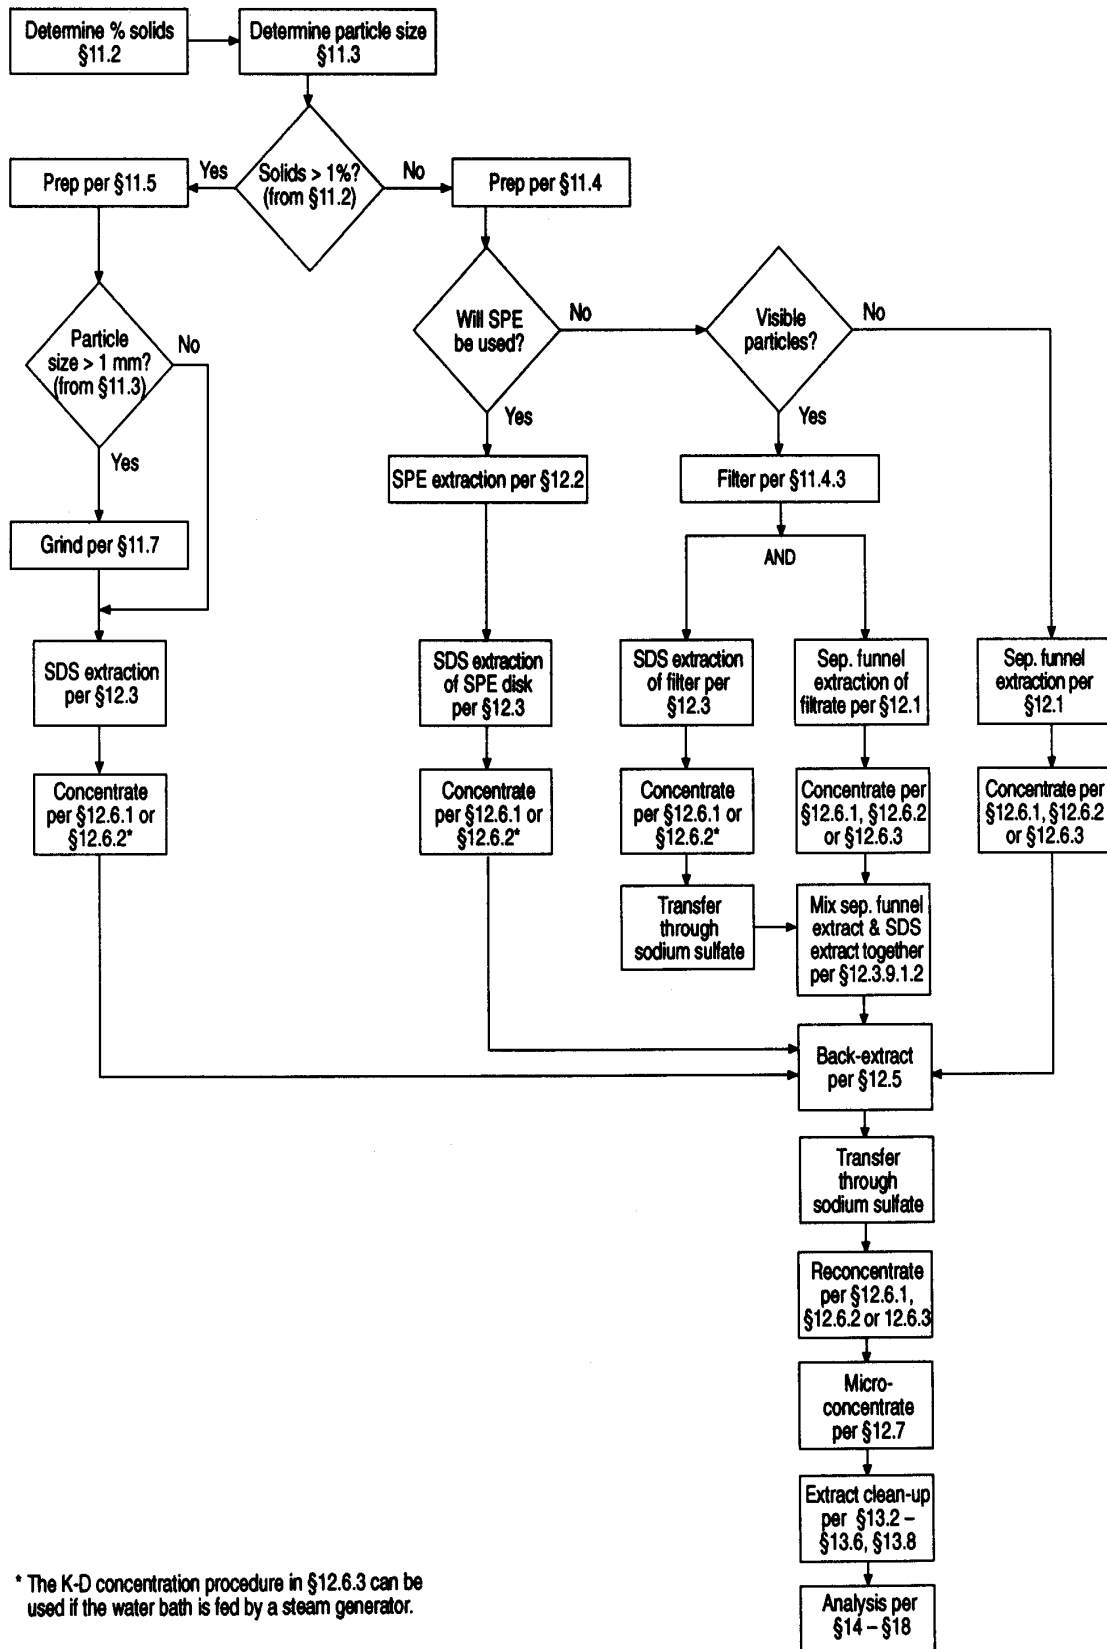 Determine % solids
§11.2
Determine particle size
§11.3
Solids > 1%?
(from §11.2)
Yes
No
Prep per §11.5
Prep per §11.4
Particle
size > 1 mm?
(from §11.3)
No
Yes
Will SPE
be used?
No
Yes
Visible
particles?
No
Yes
Grind per §11.7
SPE extraction per §12.2
Filter per §11.4.3
AND
SDS extraction
per §12.3
SDS extraction
of SPE disk
per §12.3
SDS extraction
of filter per
§12.3
Sep. funnel
extraction of
filtrate per §12.1
Sep. funnel
extraction per
§12.1
Concentrate
per §12.6.1 or
§12.6.2*
Concentrate
per §12.6.1 or
§12.6.2*
Concentrate
per §12.6.1 or
§12.6.2*
Concentrate per
§12.6.1, §12.6.2
or §12.6.3
Concentrate per
§12.6.1, §12.6.2
or §12.6.3
Transfer
through
sodium sulfate
Mix sep. funnel
extract & SDS
extract together
per §12.3.9.1.2
Back-extract
per §12.5
Transfer
through
sodium sulfate
Reconcentrate
per §12.6.1,
§12.6.2 or 12.6.3
Micro-
concentrate
per §12.7
Extract clean-up
per §13.2 –
§13.6, §13.8
Analysis per
§14 – §18
* The K-D concentration procedure in §12.6.3 can be
used if the water bath is fed by a steam generator.